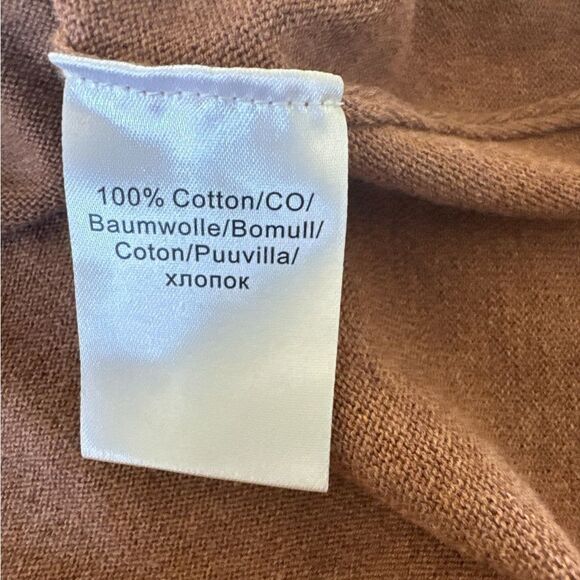 100% Cotton/CO/
Baumwolle/Bomull/
Coton/Puuvilla/
хлопок